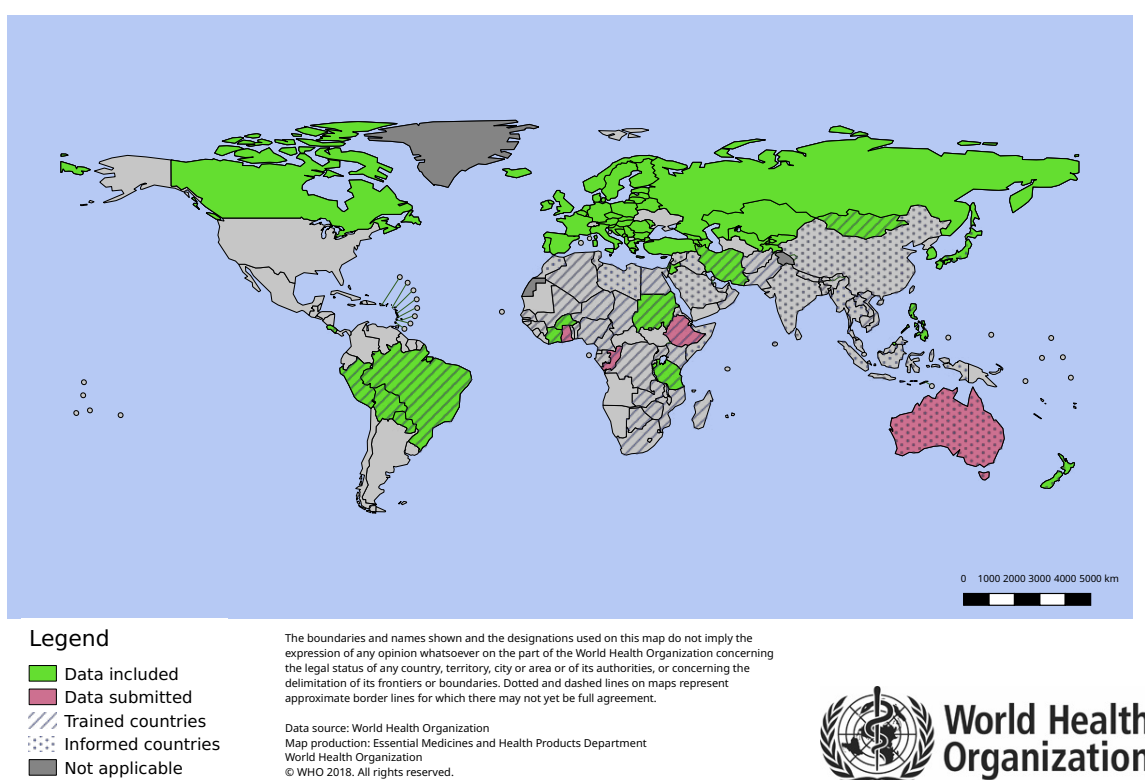 0 1000 2000 3000 4000 5000 km
Legend
Data included
Data submitted
Trained countries
Informed countries
Not applicable
The boundaries and names shown and the designations used on this map do not imply the
expression of any opinion whatsoever on the part of the World Health Organization concerning
the legal status of any country, territory, city or area or of its authorities, or concerning the
delimitation of its frontiers or boundaries. Dotted and dashed lines on maps represent
approximate border lines for which there may not yet be full agreement.
Data source: World Health Organization
Map production: Essential Medicines and Health Products Department
World Health Organization
© WHO 2018. All rights reserved.
World Health
Organization